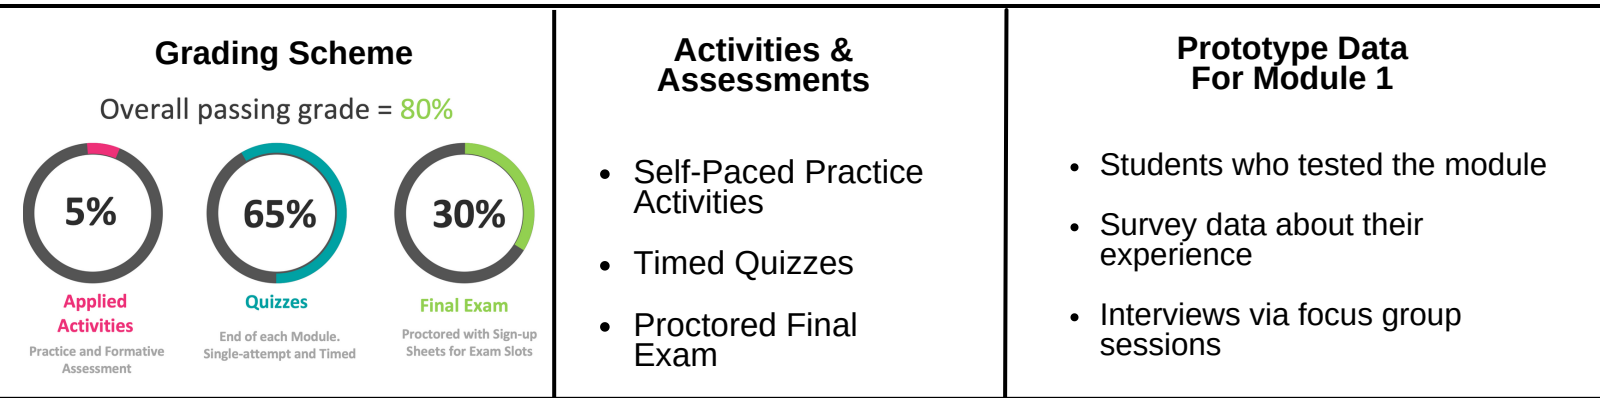 Grading Scheme
Overall passing grade = 80%
5%
65%
30%
Applied
Activities
Practice and Formative
Assessment
Quizzes
End of each Module.
Single-attempt and Timed
Final Exam
Proctored with Sign-up
Sheets for Exam Slots
Activities &
Assessments
• Self-Paced Practice
Activities
• Timed Quizzes
• Proctored Final
Exam
Prototype Data
For Module 1
• Students who tested the module
• Survey data about their
experience
• Interviews via focus group
sessions